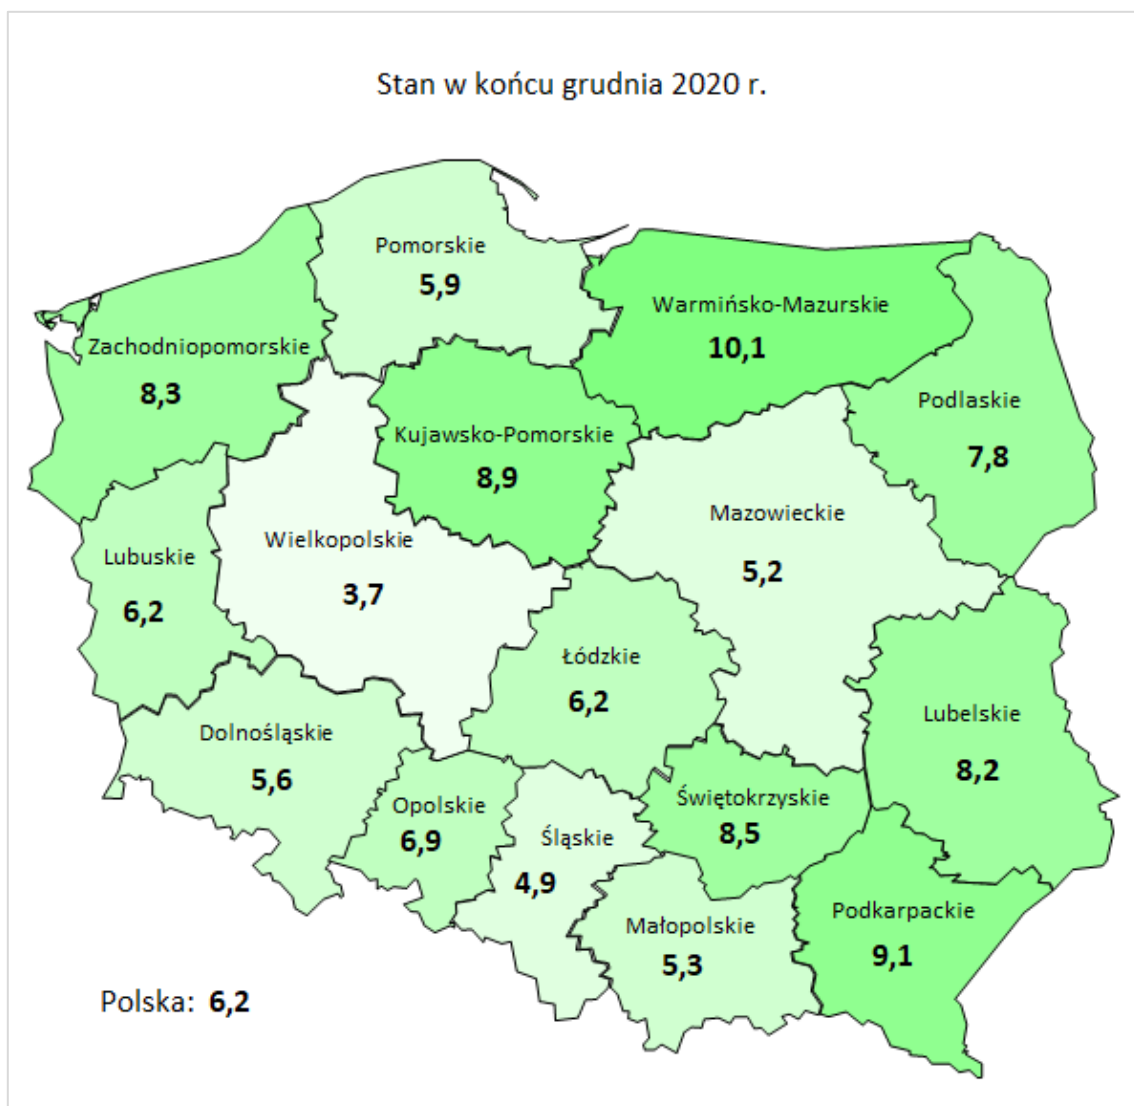 Stan w końcu grudnia 2020 r.
Pomorskie
5,9
Warmińsko-Mazurskie
10,1
Zachodniopomorskie
8,3
Podlaskie
7,8
Kujawsko-Pomorskie
8,9
Mazowieckie
5,2
Wielkopolskie
3,7
Lubuskie
6,2
Łódzkie
6,2
Lubelskie
8,2
Dolnośląskie
5,6
Opolskie
6,9
Śląskie
4,9
Świętokrzyskie
8,5
Małopolskie
5,3
Podkarpackie
9,1
Polska: 6,2